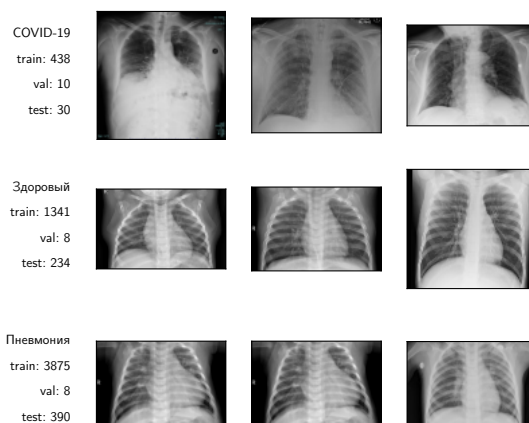 COVID-19
train: 438
val: 10
test: 30
Здоровый
train: 1341
val: 8
test: 234
Пневмония
train: 3875
val: 8
test: 390